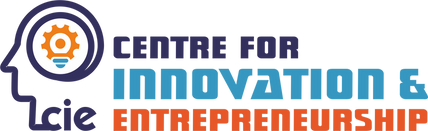 cie
CENTRE FOR
INNOVATION &
ENTREPRENEURSHIP